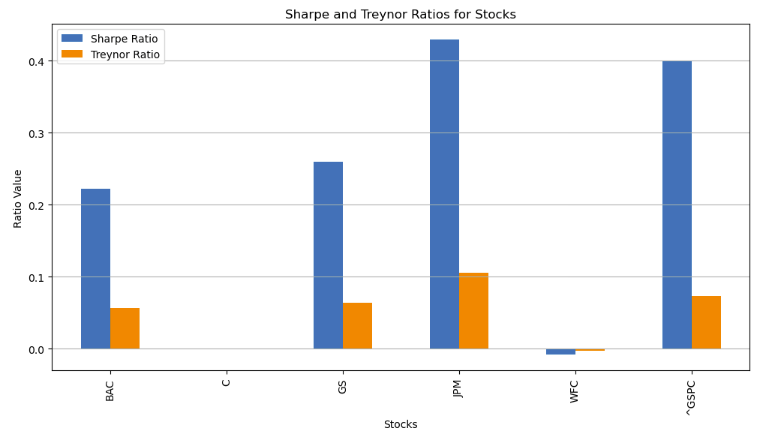 Sharpe and Treynor Ratios for Stocks
Sharpe Ratio
Treynor Ratio
Ratio Value
0.4
0.3
0.2
0.1
0.0
BAC
C
GS
JPM
WFC
^GSPC
Stocks